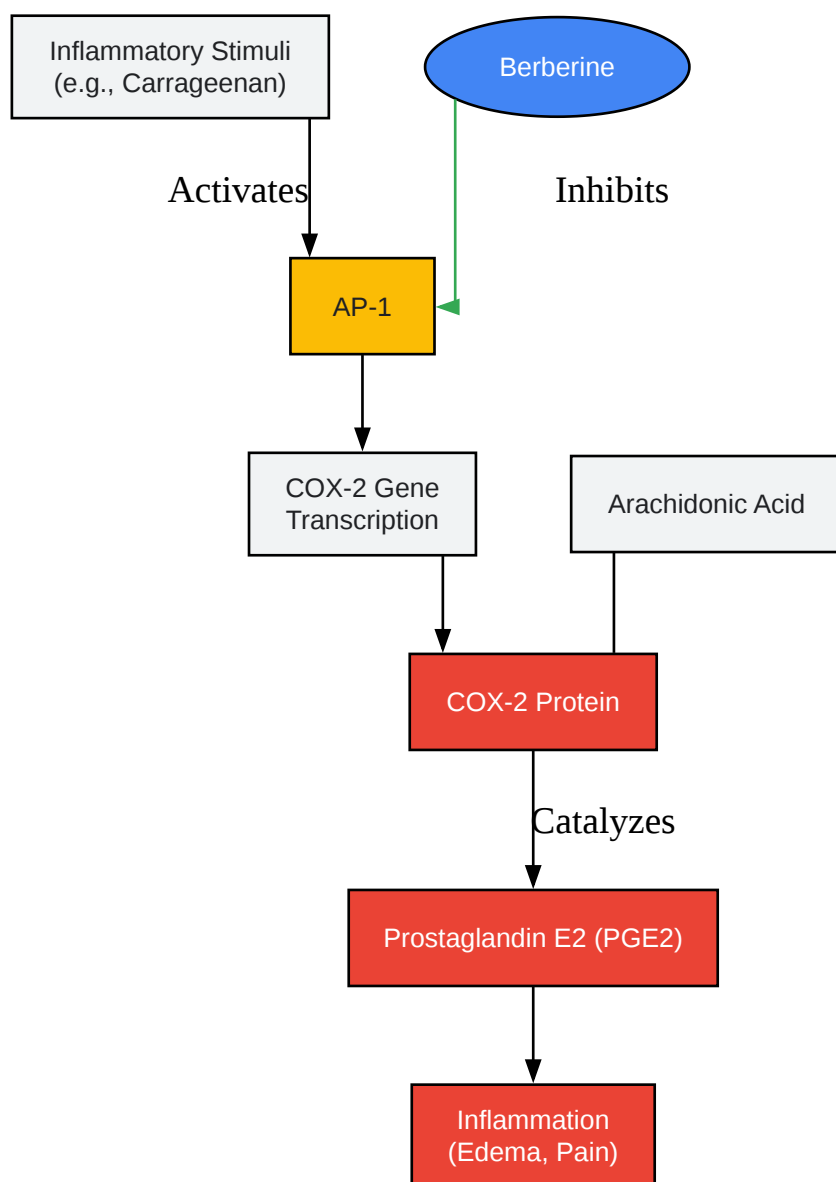 Inflammatory Stimuli
(e.g., Carrageenan)
Berberine
Activates
Inhibits
AP-1
COX-2 Gene
Transcription
Arachidonic Acid
COX-2 Protein
Catalyzes
Prostaglandin E2 (PGE2)
Inflammation
(Edema, Pain)